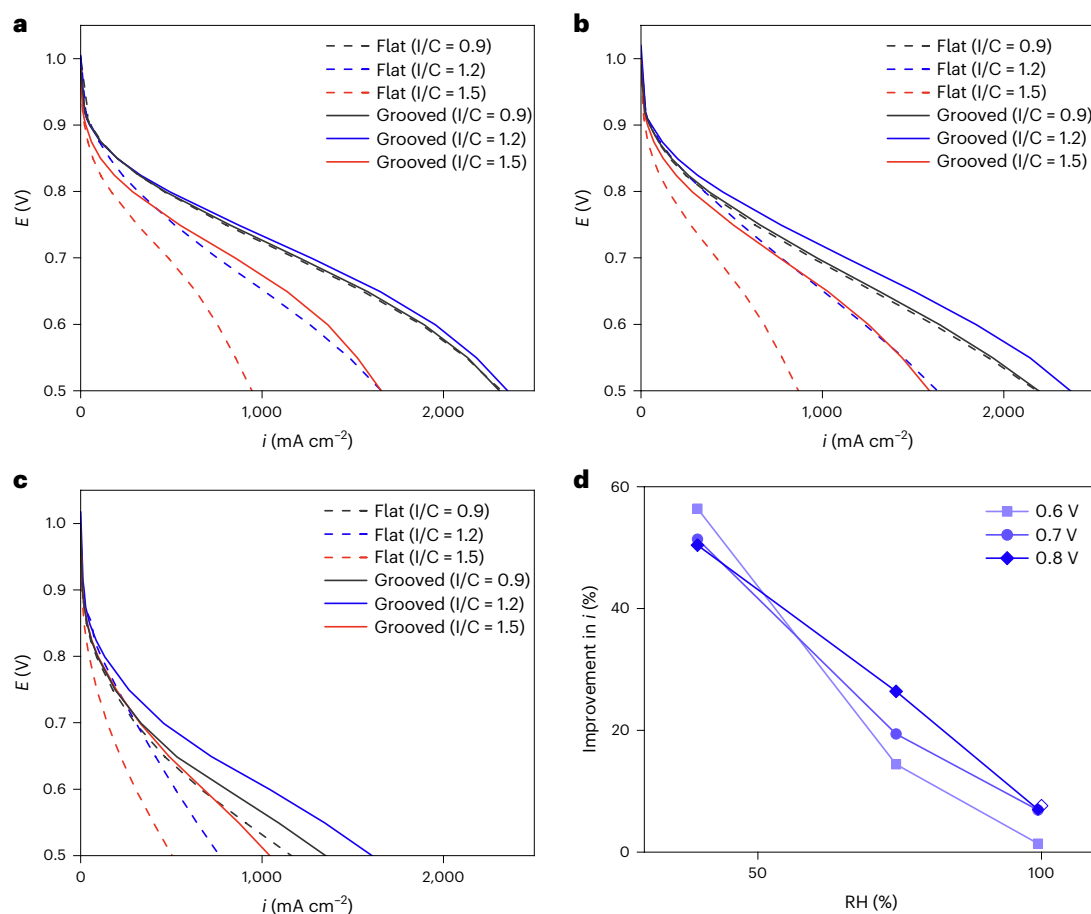 a
Flat (I/C = 0.9)
Flat (I/C = 1.2)
Flat (I/C = 1.5)
Grooved (I/C = 0.9)
Grooved (I/C = 1.2)
Grooved (I/C = 1.5)
1.0
0.9
0.8
0.7
0.6
0.5
E (V)
0
1,000
2,000
i (mA cm⁻²)
b
Flat (I/C = 0.9)
Flat (I/C = 1.2)
Flat (I/C = 1.5)
Grooved (I/C = 0.9)
Grooved (I/C = 1.2)
Grooved (I/C = 1.5)
1.0
0.9
0.8
0.7
0.6
0.5
E (V)
0
1,000
2,000
i (mA cm⁻²)
c
Flat (I/C = 0.9)
Flat (I/C = 1.2)
Flat (I/C = 1.5)
Grooved (I/C = 0.9)
Grooved (I/C = 1.2)
Grooved (I/C = 1.5)
1.0
0.9
0.8
0.7
0.6
0.5
E (V)
0
1,000
2,000
i (mA cm⁻²)
d
0.6 V
0.7 V
0.8 V
60
40
20
0
Improvement in i (%)
50
100
RH (%)